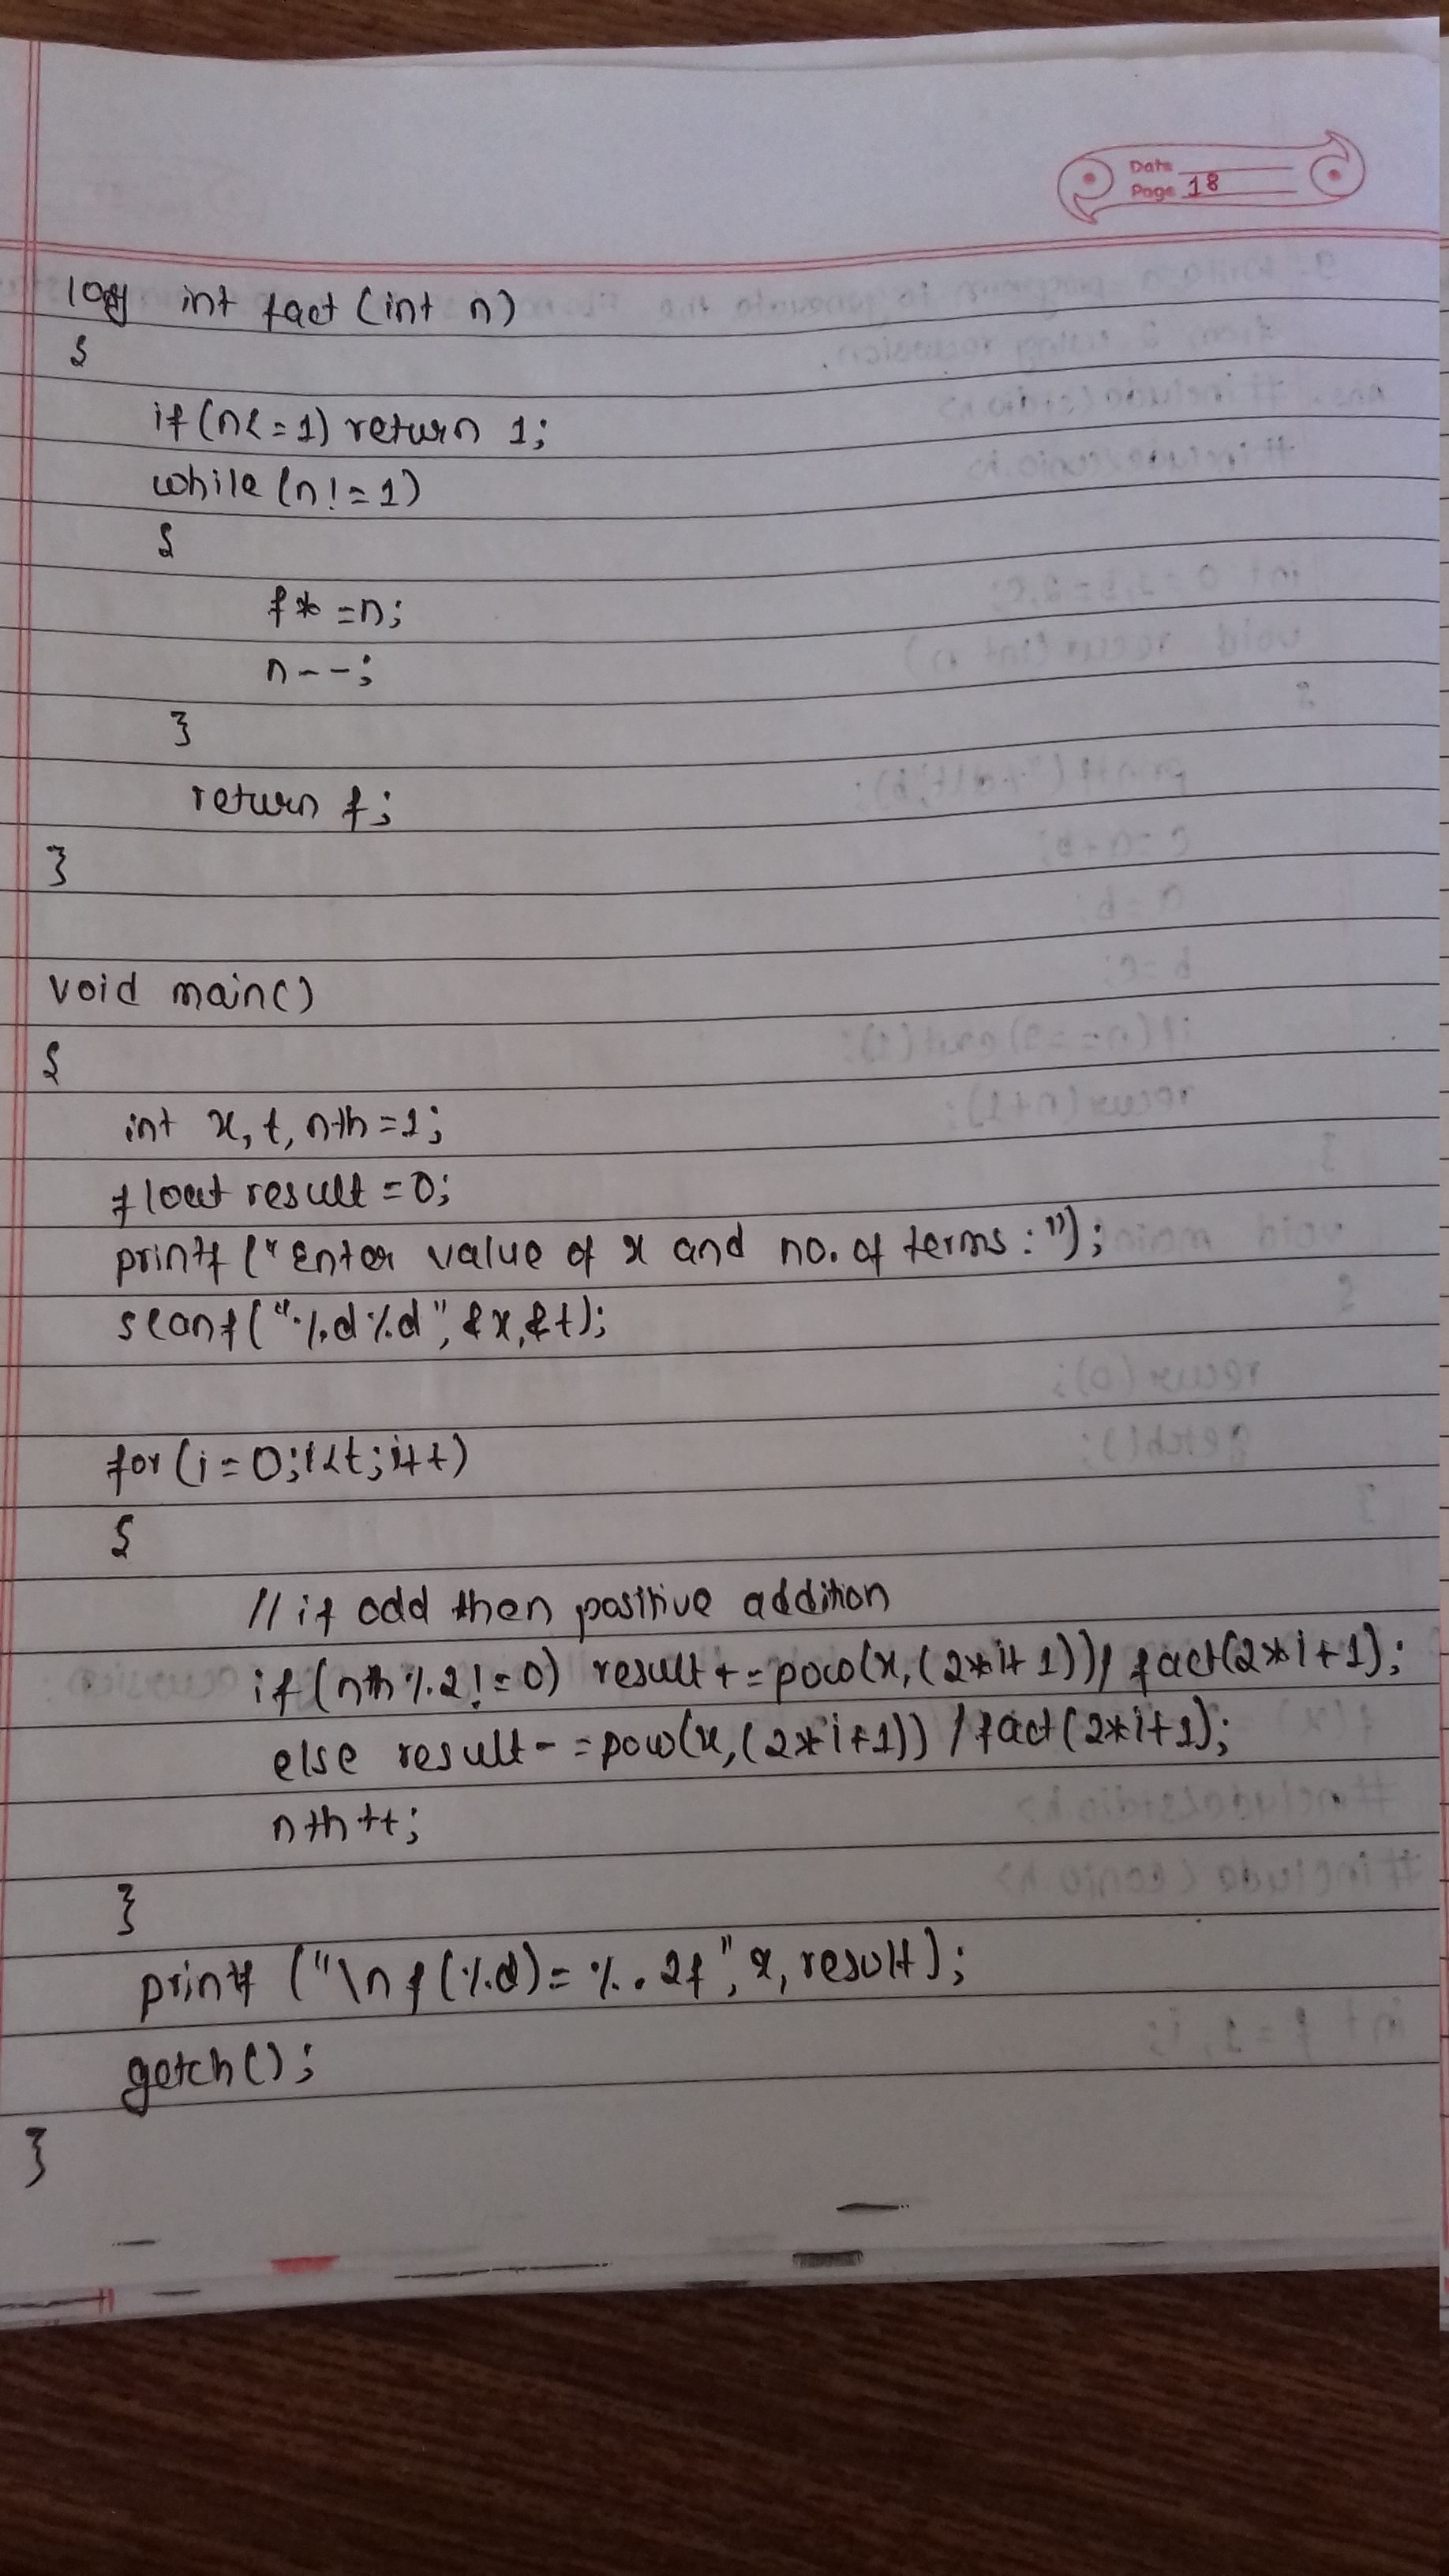 Date
Page 18
long int fact (int n)
{
if (n<=1) return 1;
while (n!=1)
{
f*=n;
n--;
}
return f;
}
void main()
{
int x, t, nth=1;
float result=0;
printf ("Enter value of x and no. of terms:");
scanf("%d%d",&x,&t);
for(i=0;i<t;i++)
{
//if odd then positive addition
if(nth%2!=0) result+=pow(x,(2*i+1))/fact(2*i+1);
else result-=pow(x,(2*i+1))/fact(2*i+1);
nth++;
}
printf ("\nf(%d)=%.2f",x,result);
getch();
}